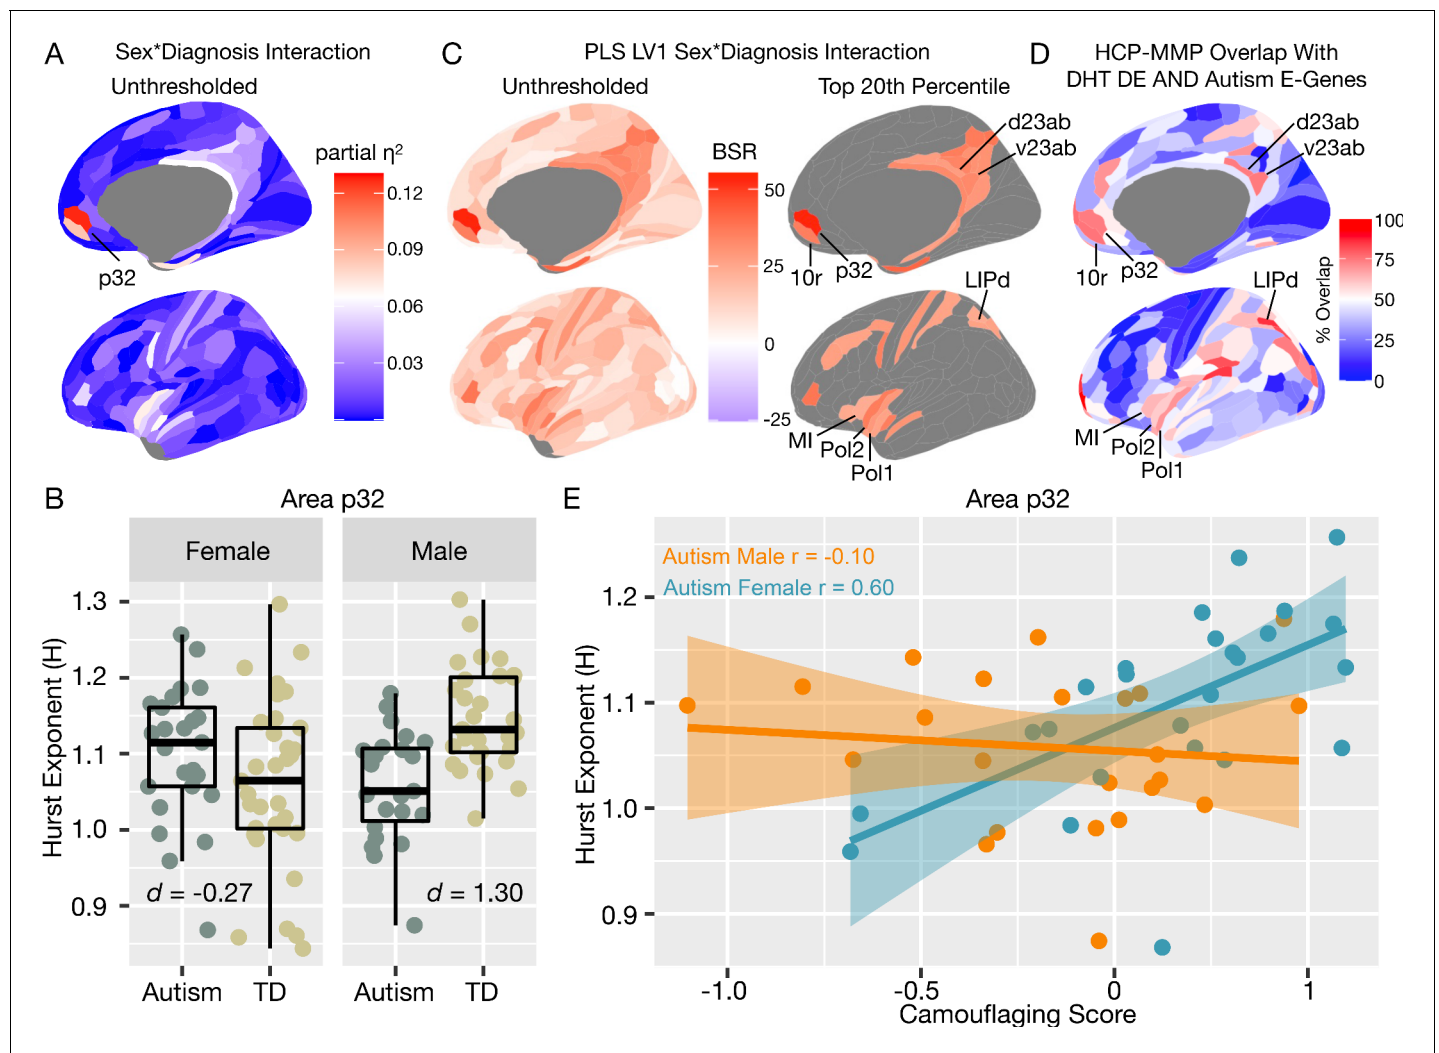 A
Sex*Diagnosis Interaction
Unthresholded
partial η²
0.12
0.09
0.06
0.03
p32
C
PLS LV1 Sex*Diagnosis Interaction
Unthresholded
Top 20th Percentile
BSR
50
25
0
-25
d23ab
v23ab
10r
p32
LIPd
MI
Pol2
Pol1
D
HCP-MMP Overlap With
DHT DE AND Autism E-Genes
d23ab
v23ab
10r
p32
LIPd
MI
Pol2
Pol1
% Overlap
100
75
50
25
0
B
Area p32
Female
Male
Hurst Exponent (H)
1.3
1.2
1.1
1.0
0.9
d = -0.27
d = 1.30
Autism
TD
Autism
TD
E
Area p32
Autism Male r = -0.10
Autism Female r = 0.60
Hurst Exponent (H)
1.2
1.1
1.0
0.9
-1.0
-0.5
0
1
Camouflaging Score